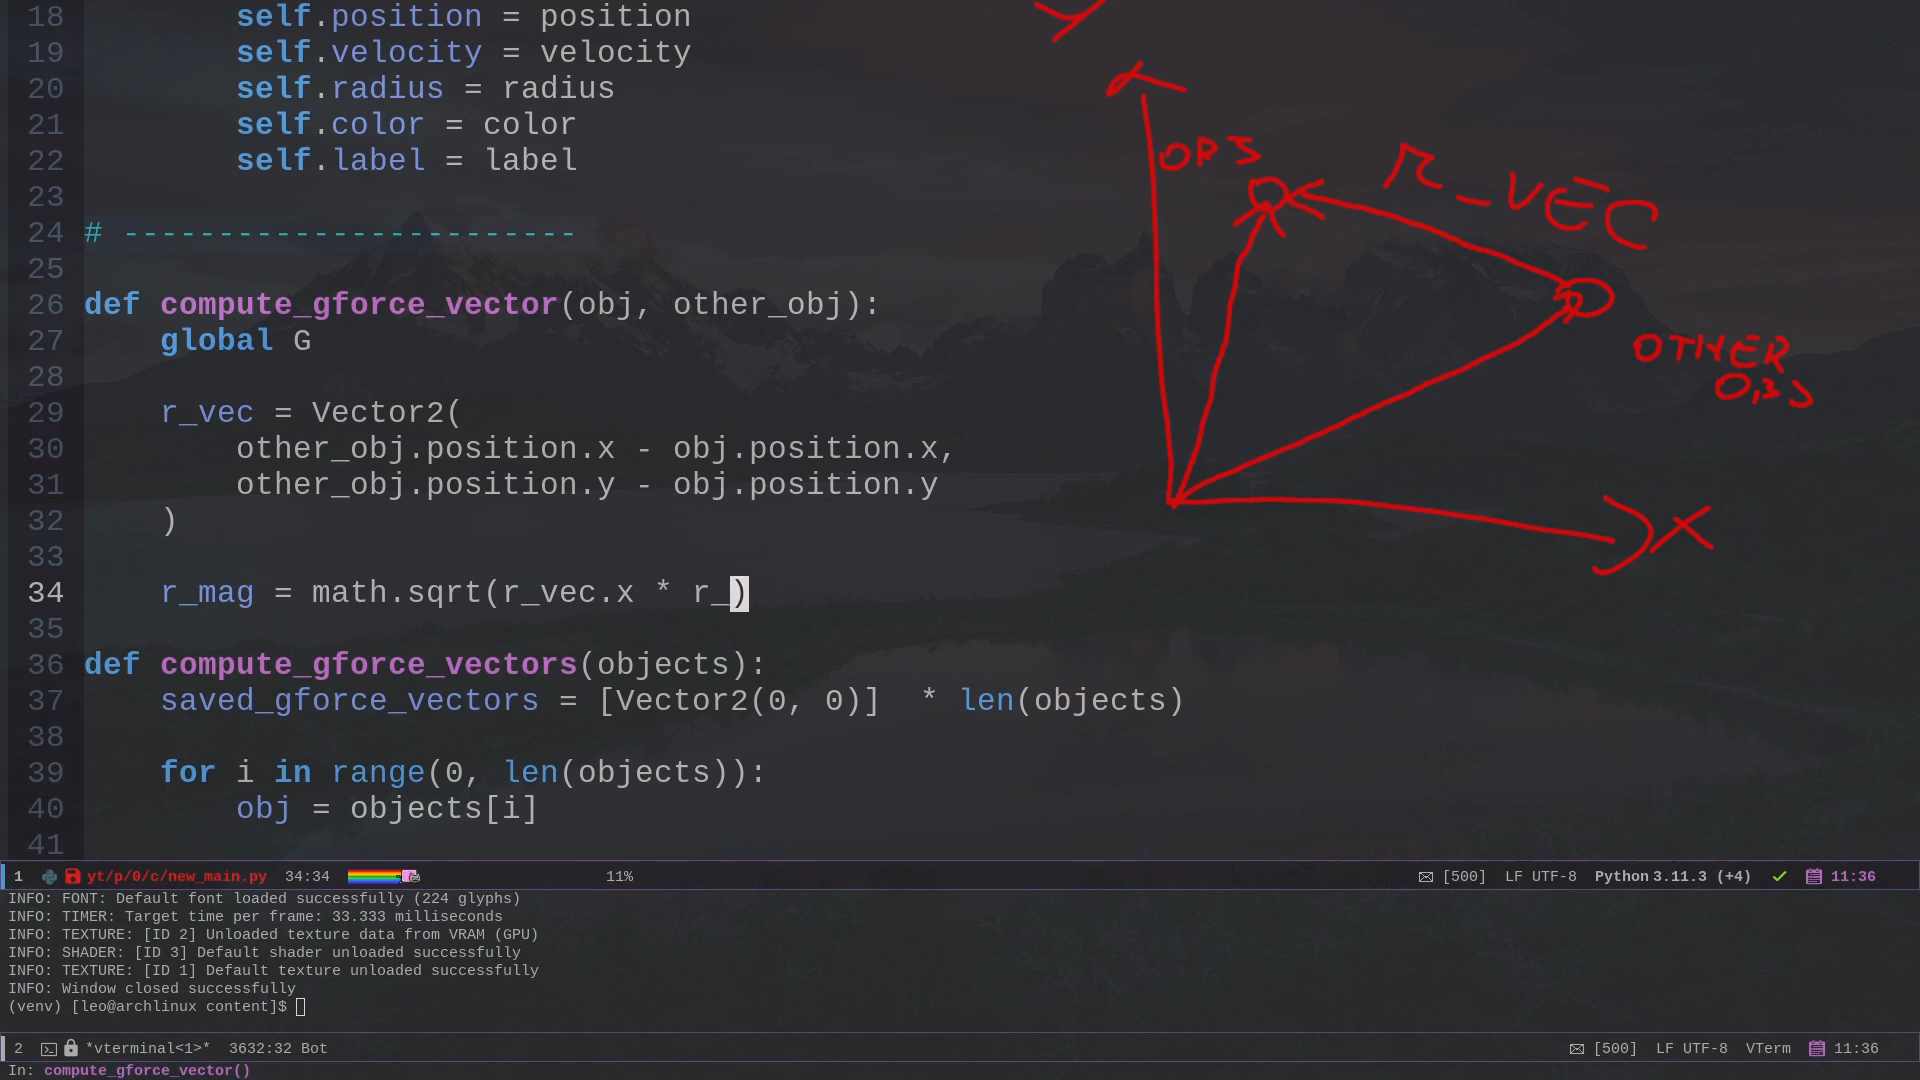 18 self.position = position
19 self.velocity = velocity
20 self.radius = radius
21 self.color = color
22 self.label = label
23
24 # ------------------------
25
26 def compute_gforce_vector(obj, other_obj):
27 global G
28
29 r_vec = Vector2(
30 other_obj.position.x - obj.position.x,
31 other_obj.position.y - obj.position.y
32 )
33
34 r_mag = math.sqrt(r_vec.x * r_)
35
36 def compute_gforce_vectors(objects):
37 saved_gforce_vectors = [Vector2(0, 0)]  * len(objects)
38
39 for i in range(0, len(objects)):
40 obj = objects[i]
41
Y
OBJ
R_VEC
OTHER
OBJ
X
1 yt/p/0/c/new_main.py 34:34 11% [500] LF UTF-8 Python 3.11.3 (+4) 11:36
INFO: FONT: Default font loaded successfully (224 glyphs)
INFO: TIMER: Target time per frame: 33.333 milliseconds
INFO: TEXTURE: [ID 2] Unloaded texture data from VRAM (GPU)
INFO: SHADER: [ID 3] Default shader unloaded successfully
INFO: TEXTURE: [ID 1] Default texture unloaded successfully
INFO: Window closed successfully
(venv) [leo@archlinux content]$
2 *vterminal<1>* 3632:32 Bot [500] LF UTF-8 VTerm 11:36
In: compute_gforce_vector()